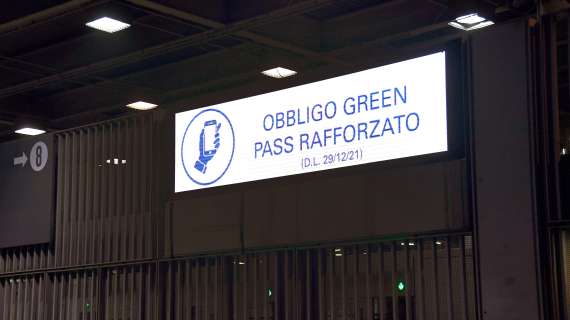 8
OBBLIGO GREEN
PASS RAFFORZATO
(D.L. 29/12/21)